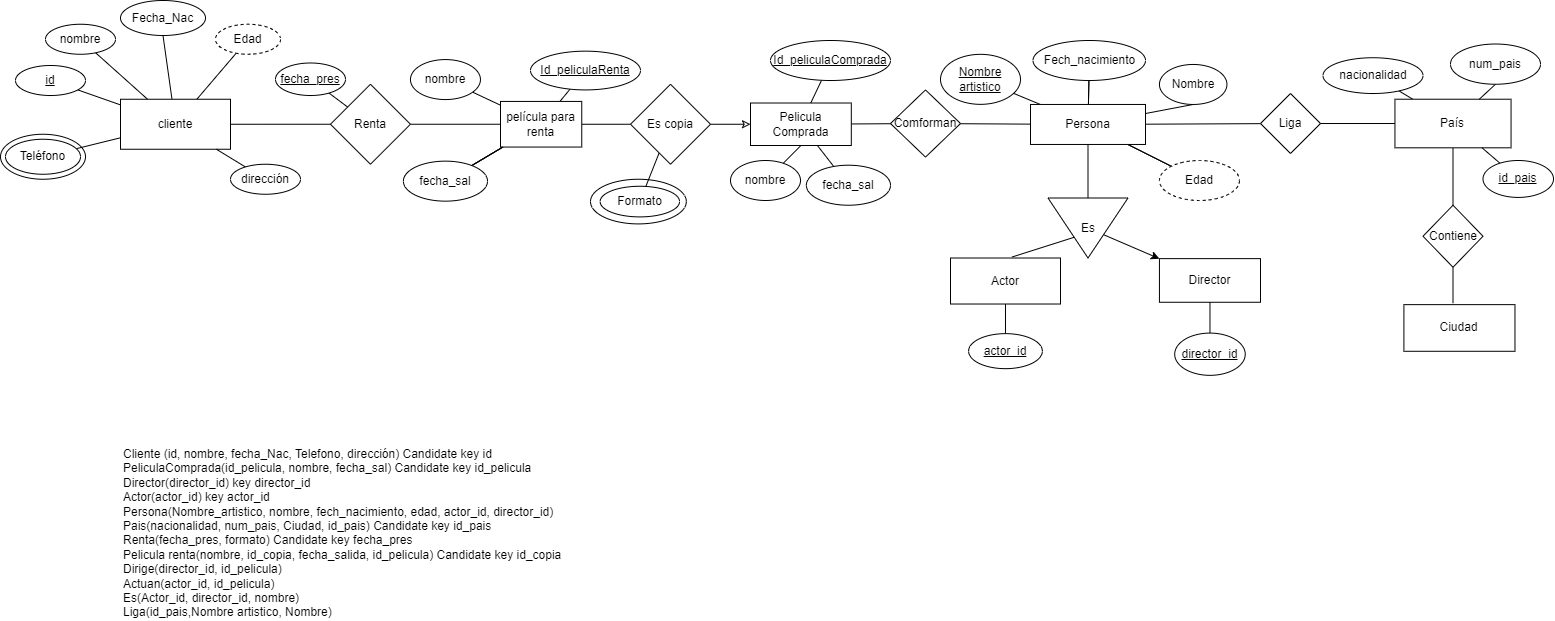 Fecha_Nac
nombre
Edad
id
Teléfono
cliente
dirección
fecha_pres
Renta
nombre
Id_peliculaRenta
película para
renta
fecha_sal
Es copia
Formato
Id_peliculaComprada
Pelicula
Comprada
nombre
fecha_sal
Comforman
Nombre
artistico
Fech_nacimiento
Nombre
Persona
Edad
Es
Actor
Director
actor_id
director_id
Liga
nacionalidad
num_pais
País
id_pais
Contiene
Ciudad
Cliente (id, nombre, fecha_Nac, Telefono, dirección) Candidate key id
PeliculaComprada(id_pelicula, nombre, fecha_sal) Candidate key id_pelicula
Director(director_id) key director_id
Actor(actor_id) key actor_id
Persona(Nombre_artistico, nombre, fech_nacimiento, edad, actor_id, director_id)
Pais(nacionalidad, num_pais, Ciudad, id_pais) Candidate key id_pais
Renta(fecha_pres, formato) Candidate key fecha_pres
Pelicula renta(nombre, id_copia, fecha_salida, id_pelicula) Candidate key id_copia
Dirige(director_id, id_pelicula)
Actuan(actor_id, id_pelicula)
Es(Actor_id, director_id, nombre)
Liga(id_pais,Nombre artistico, Nombre)